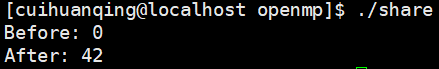 [cuihuanqing@localhost openmp]$ ./share
Before: 0
After: 42